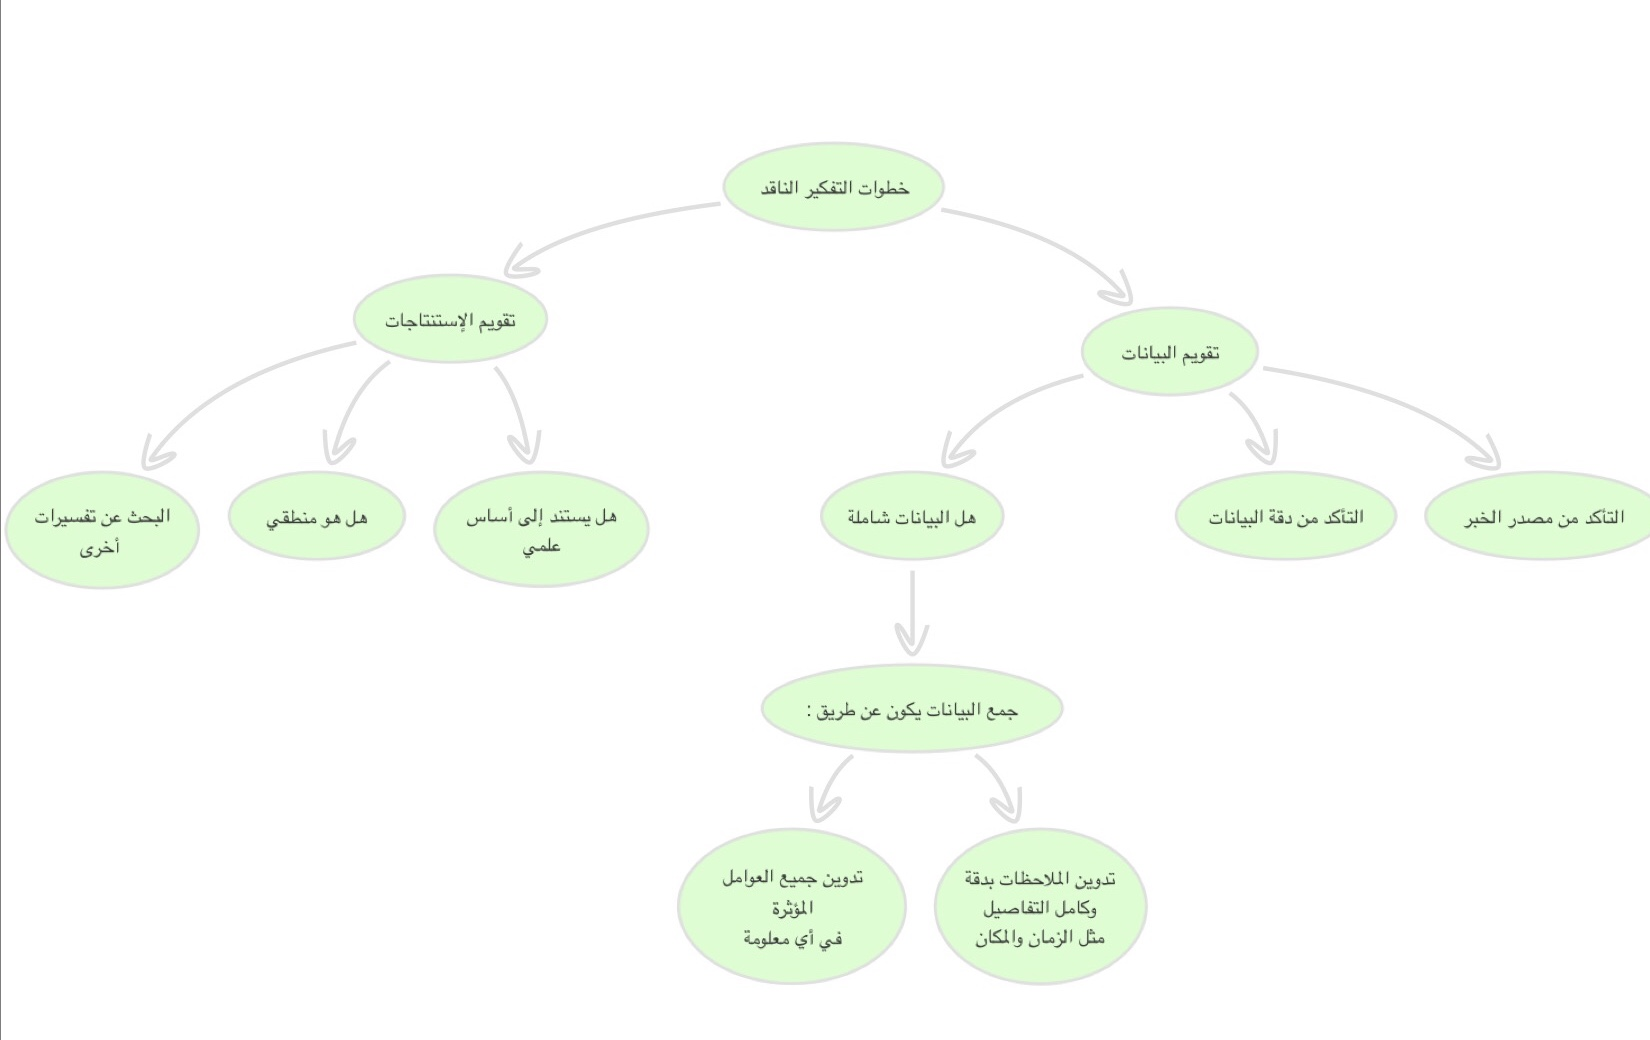 خطوات التفكير الناقد
تقويم البيانات
تقويم الإستنتاجات
التأكد من مصدر الخبر
التأكد من دقة البيانات
هل البيانات شاملة
هل يستند إلى أساس
علمي
هل هو منطقي
البحث عن تفسيرات
أخرى
جمع البيانات يكون عن طريق :
تدوين الملاحظات بدقة
وكامل التفاصيل
مثل الزمان والمكان
تدوين جميع العوامل
المؤثرة
في أي معلومة